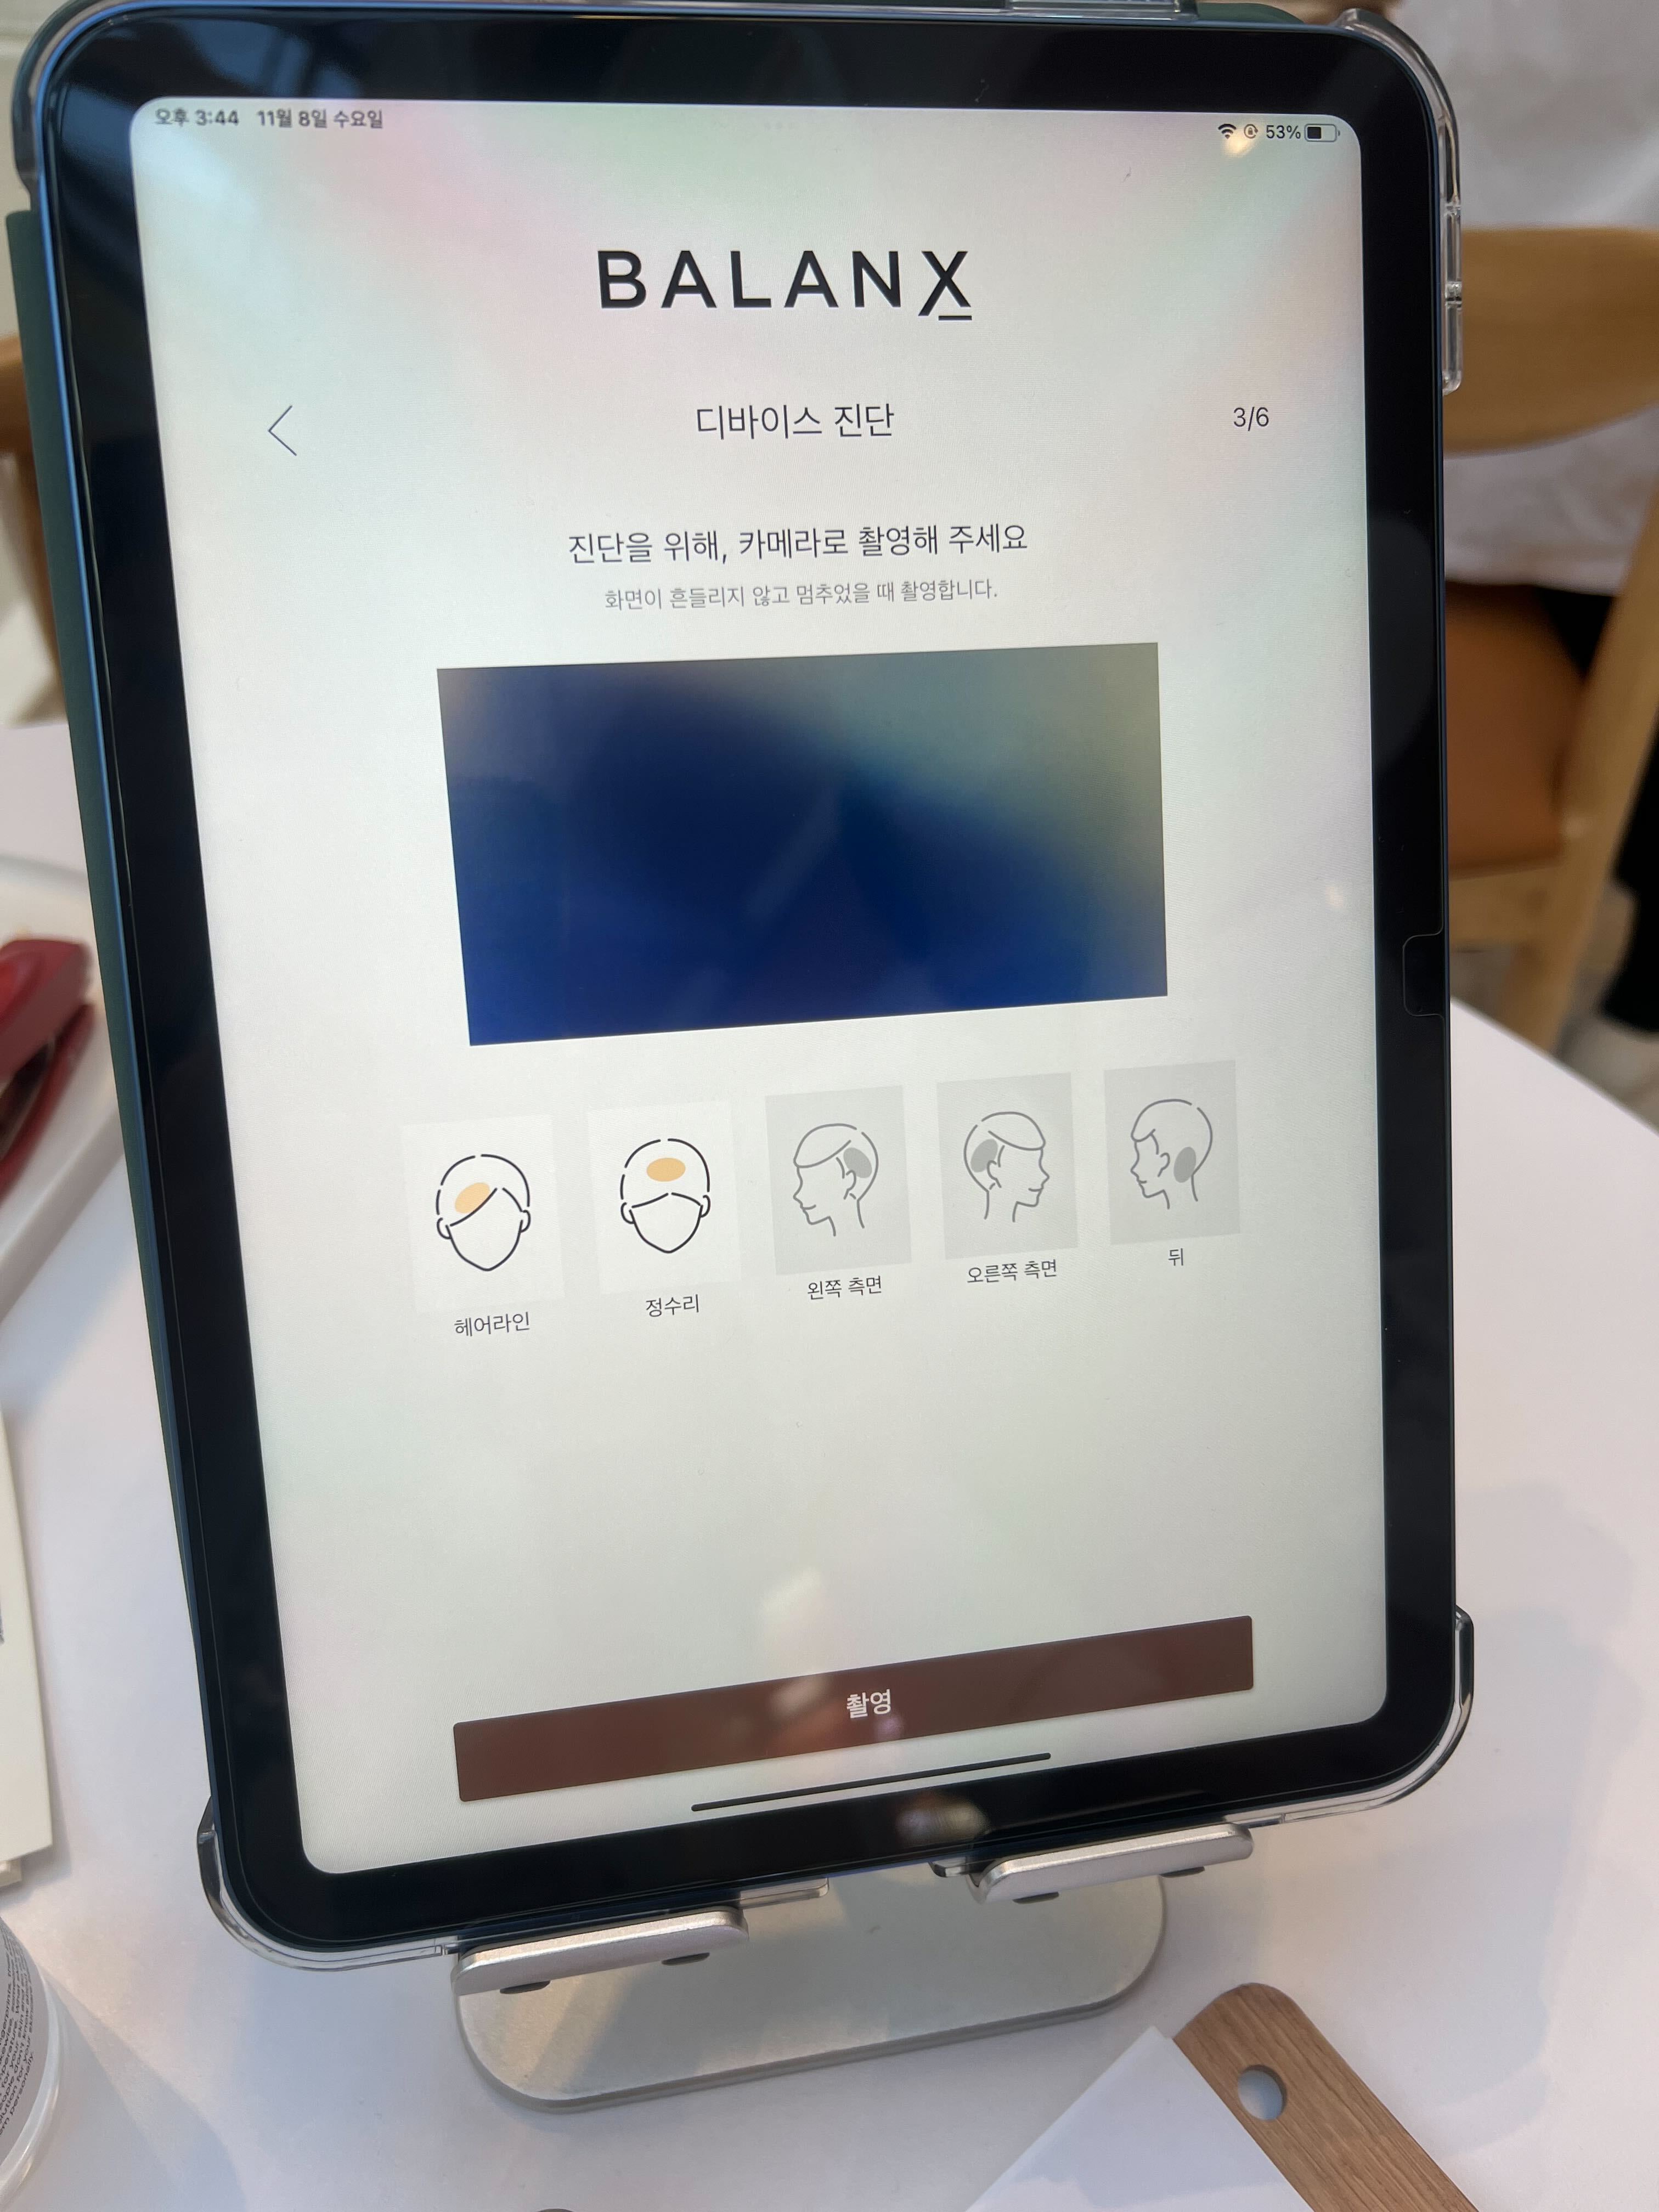 오후 3:44 11월 8일 수요일
53%
BALANX
디바이스 진단
3/6
진단을 위해, 카메라로 촬영해 주세요
화면이 흔들리지 않고 멈추었을 때 촬영합니다.
헤어라인
정수리
왼쪽 측면
오른쪽 측면
뒤
촬영